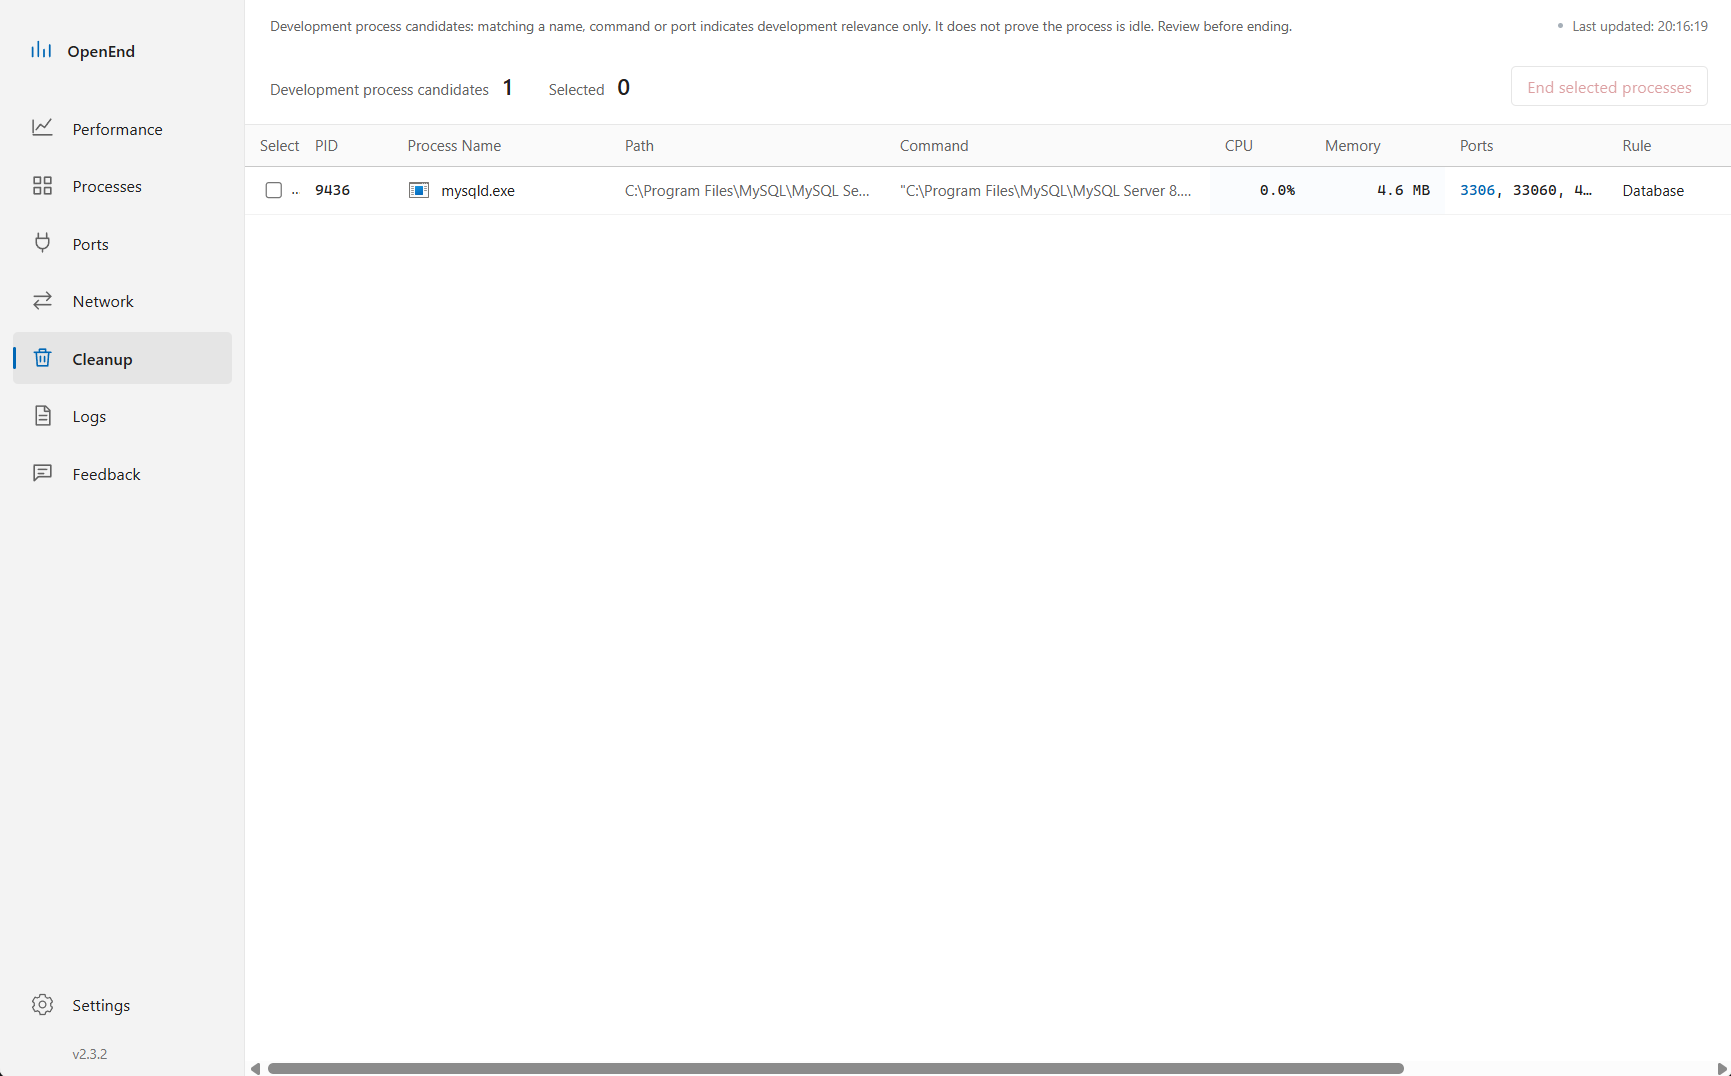 OpenEnd
Performance
Processes
Ports
Network
Cleanup
Logs
Feedback
Settings
v2.3.2
Development process candidates: matching a name, command or port indicates development relevance only. It does not prove the process is idle. Review before ending.
Last updated: 20:16:19
Development process candidates 1 Selected 0
End selected processes
Select PID Process Name Path Command CPU Memory Ports Rule
.. 9436 mysqld.exe C:\Program Files\MySQL\MySQL Se... "C:\Program Files\MySQL\MySQL Server 8.... 0.0% 4.6 MB 3306, 33060, 4... Database